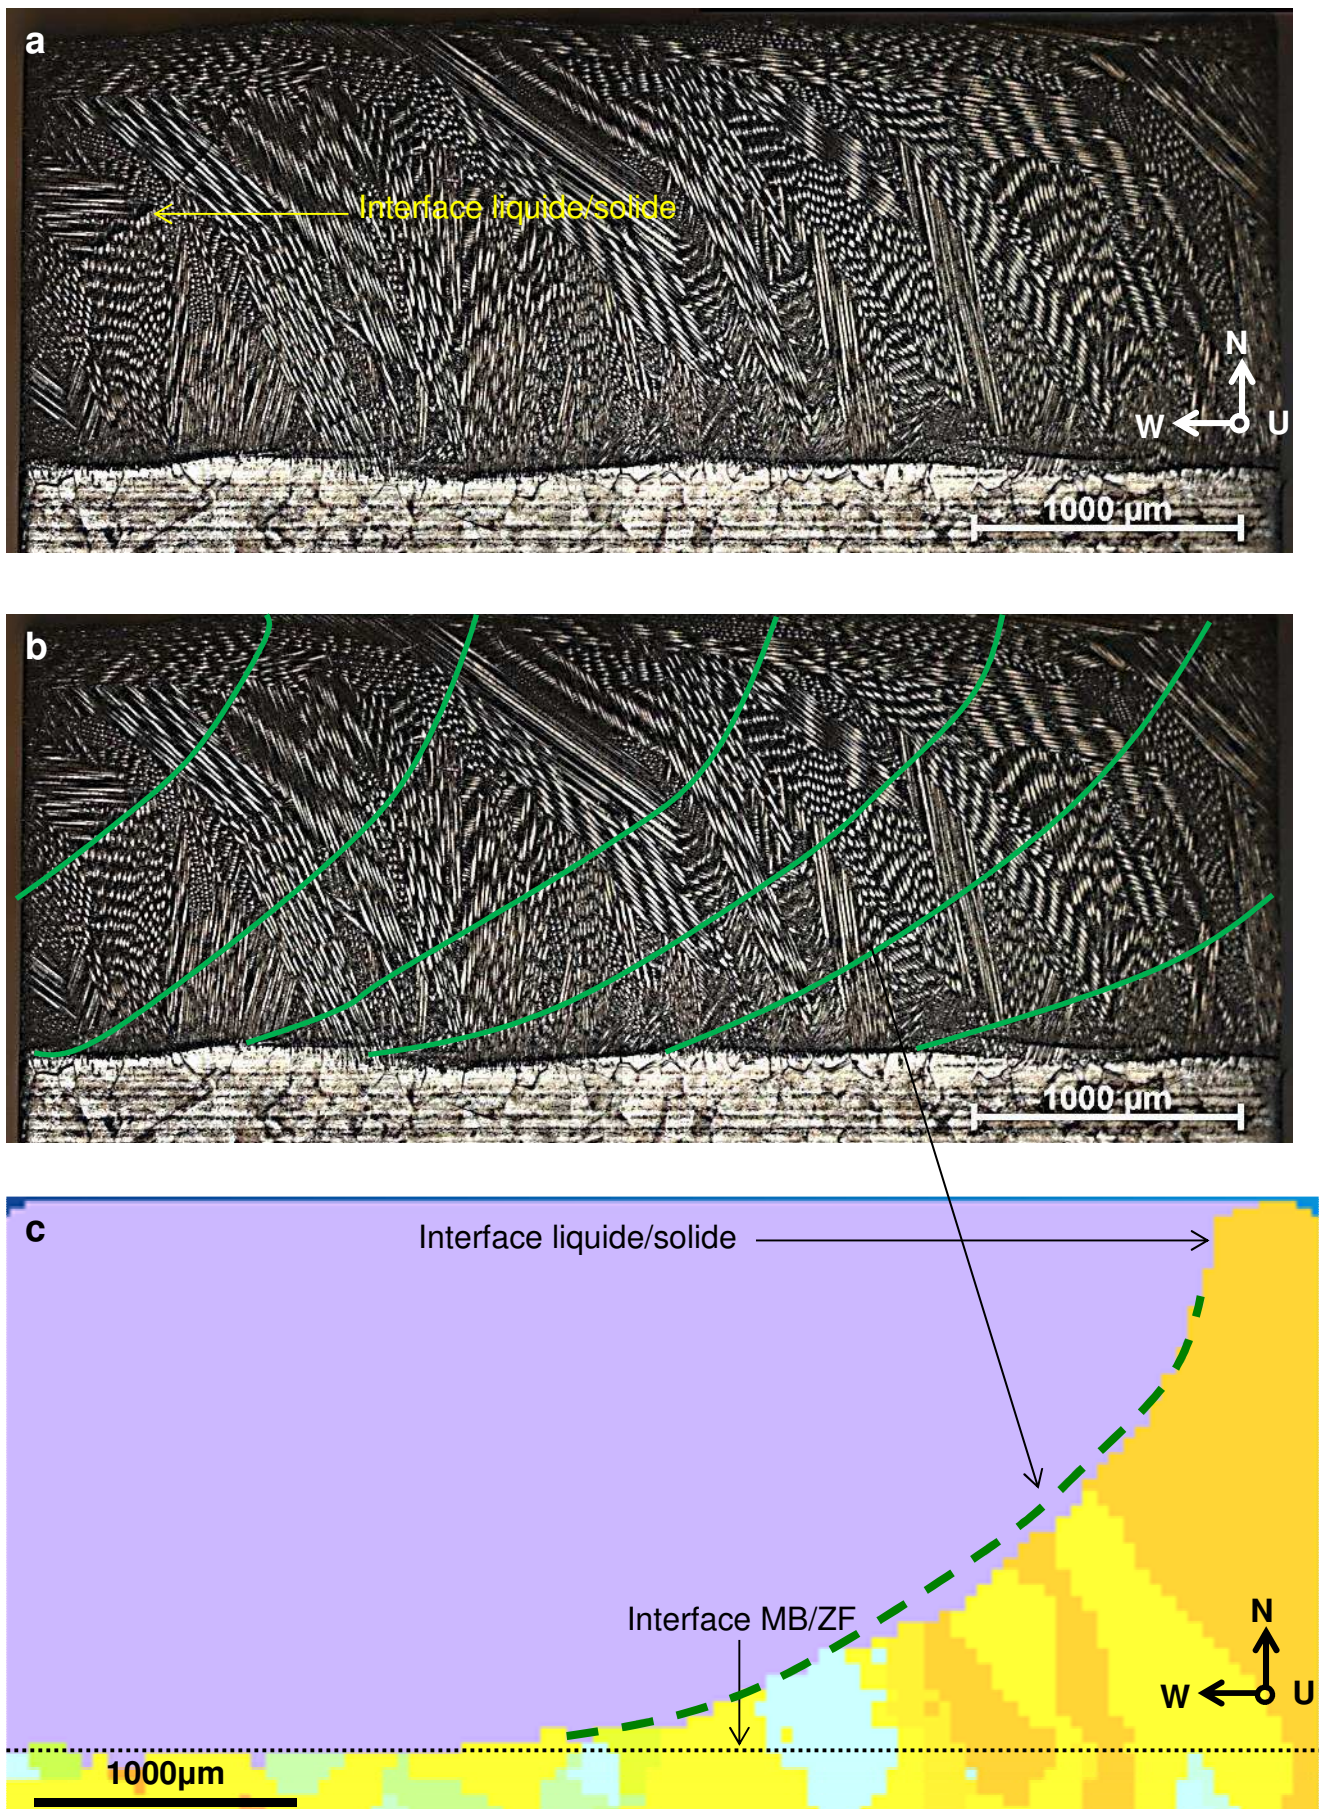 a
Interface liquide/solide
N
W U
1000 µm
b
1000 µm
c
Interface liquide/solide
Interface MB/ZF
N
W U
1000µm